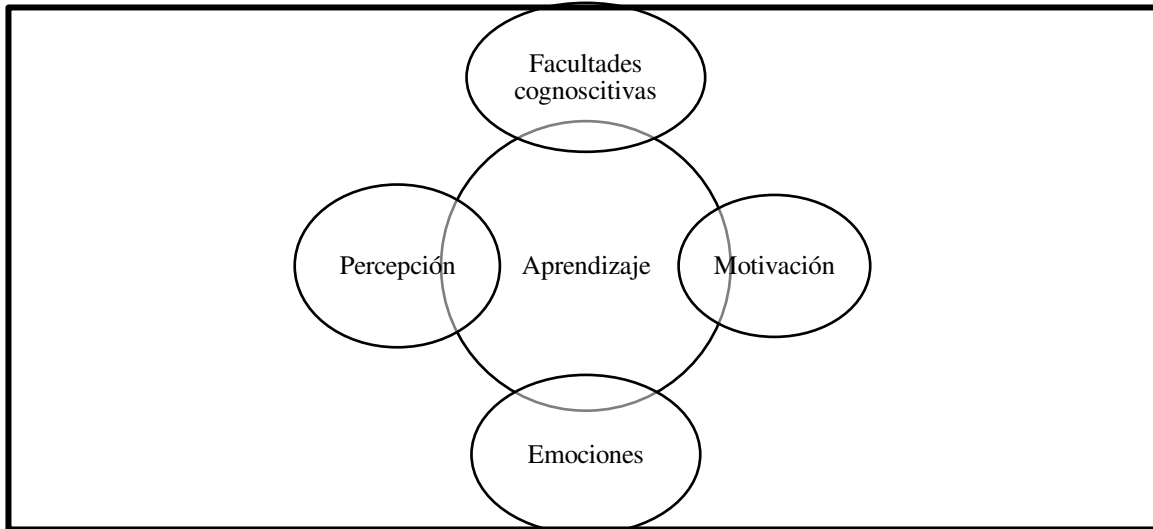 Facultades
cognoscitivas
Percepción
Aprendizaje
Motivación
Emociones